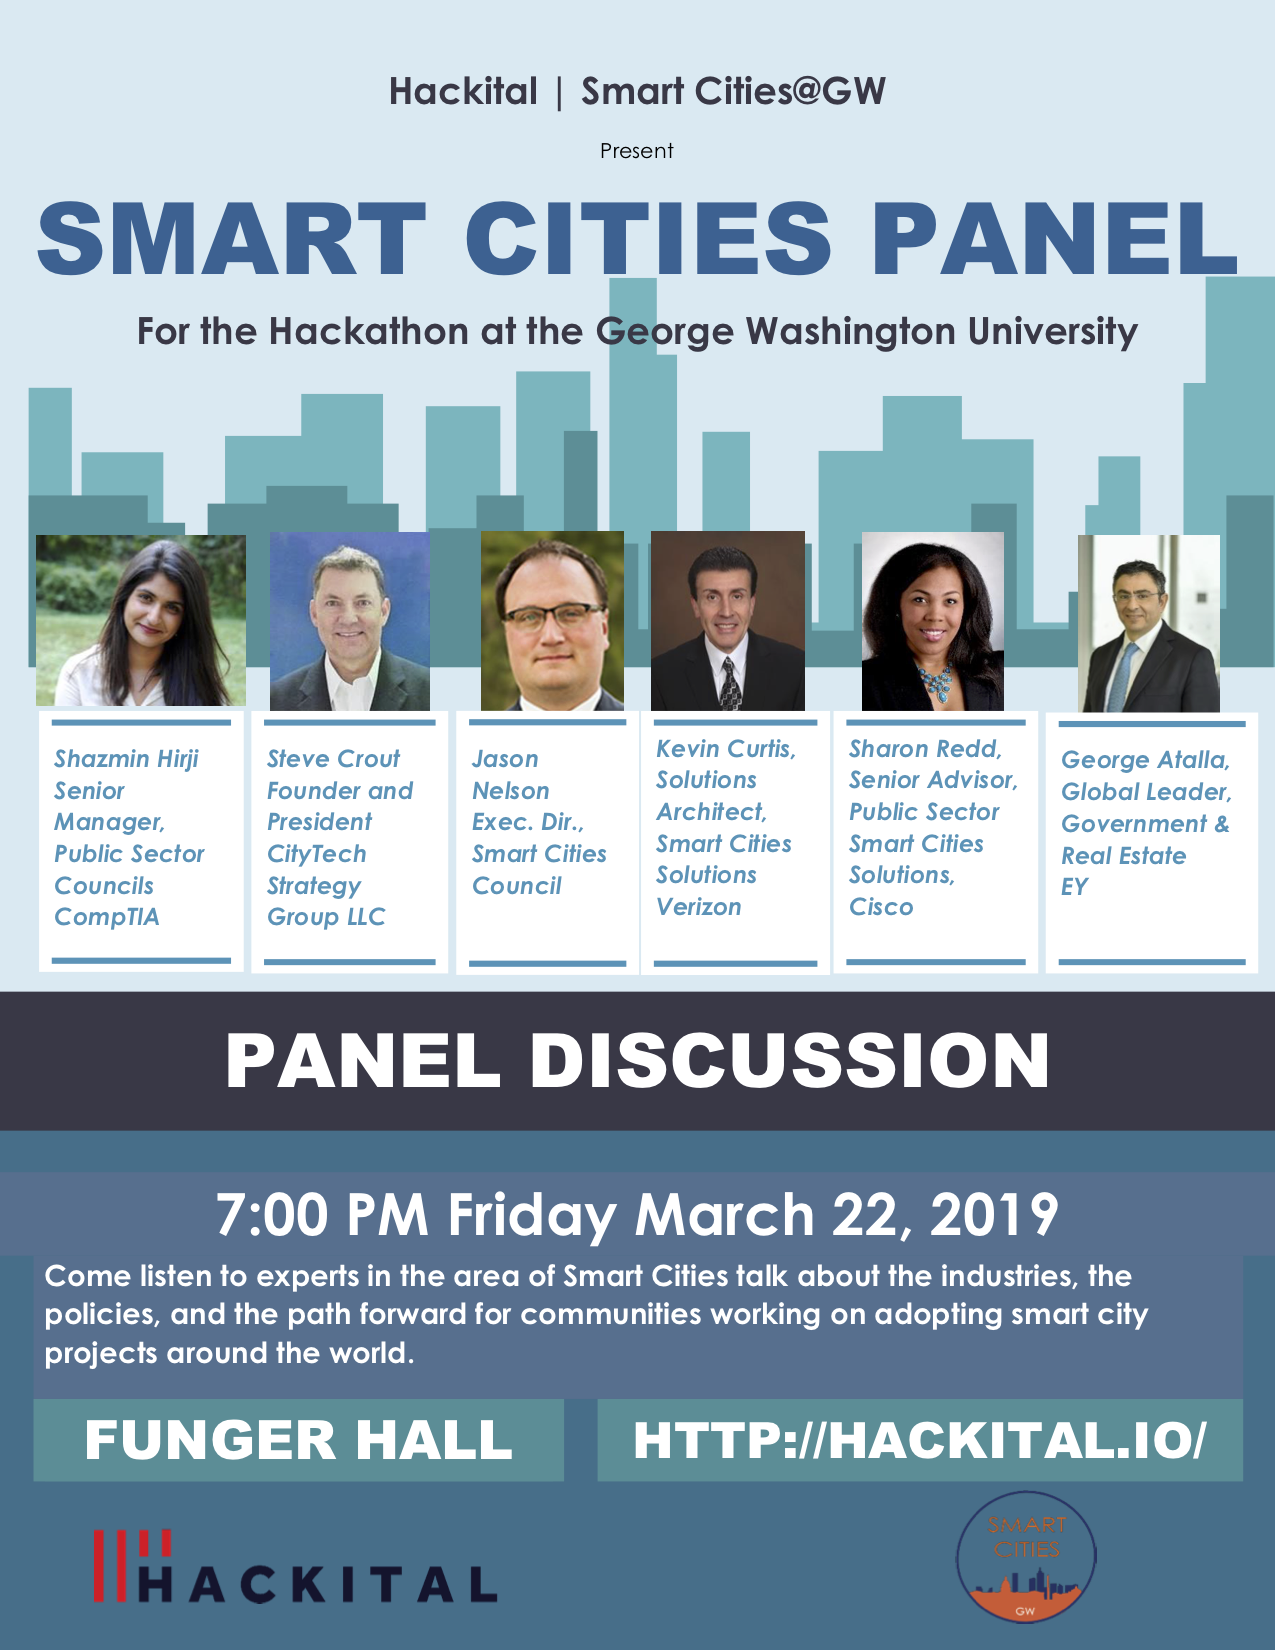 Hackital | Smart Cities@GW
Present
SMART CITIES PANEL
For the Hackathon at the George Washington University
Shazmin Hirji
Senior
Manager,
Public Sector
Councils
CompTIA
Steve Crout
Founder and
President
CityTech
Strategy
Group LLC
Jason
Nelson
Exec. Dir.,
Smart Cities
Council
Kevin Curtis,
Solutions
Architect,
Smart Cities
Solutions
Verizon
Sharon Redd,
Senior Advisor,
Public Sector
Smart Cities
Solutions,
Cisco
George Atalla,
Global Leader,
Government &
Real Estate
EY
PANEL DISCUSSION
7:00 PM Friday March 22, 2019
Come listen to experts in the area of Smart Cities talk about the industries, the
policies, and the path forward for communities working on adopting smart city
projects around the world.
FUNGER HALL
HTTP://HACKITAL.IO/
HACKITAL
SMART
CITIES
GW